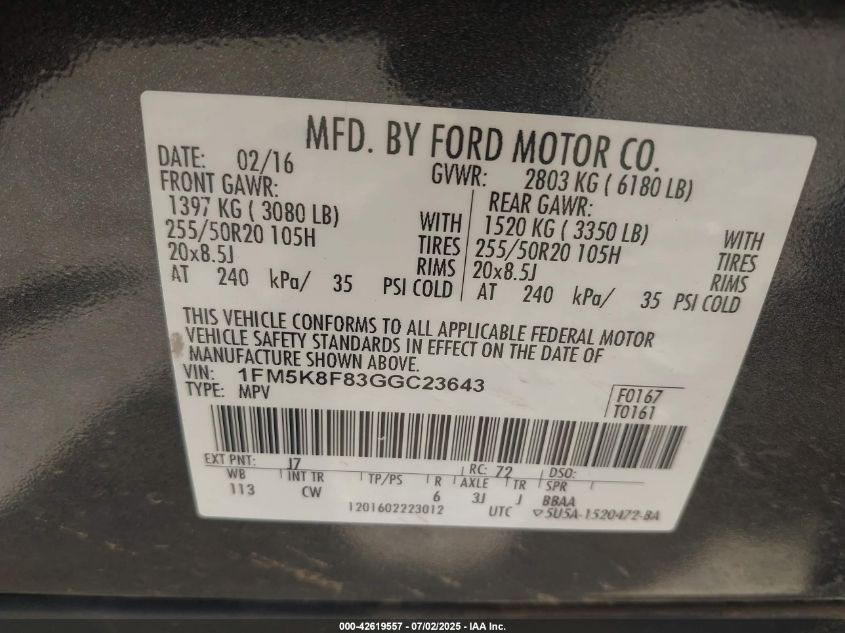 MFD. BY FORD MOTOR CO.
DATE: 02/16 GVWR: 2803 KG ( 6180 LB)
FRONT GAWR: REAR GAWR:
1397 KG ( 3080 LB) WITH 1520 KG ( 3350 LB) WITH
255/50R20 105H TIRES 255/50R20 105H TIRES
20x8.5J RIMS 20x8.5J RIMS
AT 240 kPa/ 35 PSI COLD AT 240 kPa/ 35 PSI COLD
THIS VEHICLE CONFORMS TO ALL APPLICABLE FEDERAL MOTOR
VEHICLE SAFETY STANDARDS IN EFFECT ON THE DATE OF
MANUFACTURE SHOWN ABOVE.
VIN: 1FM5K8F83GGC23643
TYPE: MPV
F0167
T0161
EXT PNT: J7 RC: 72 DSO:
WB INT TR TP/PS R AXLE TR SPR
113 CW 6 3J J BBAA
1201602223012 UTC ▽5U5A-1520472-BA
000-42619557 - 07/02/2025 - IAA Inc.